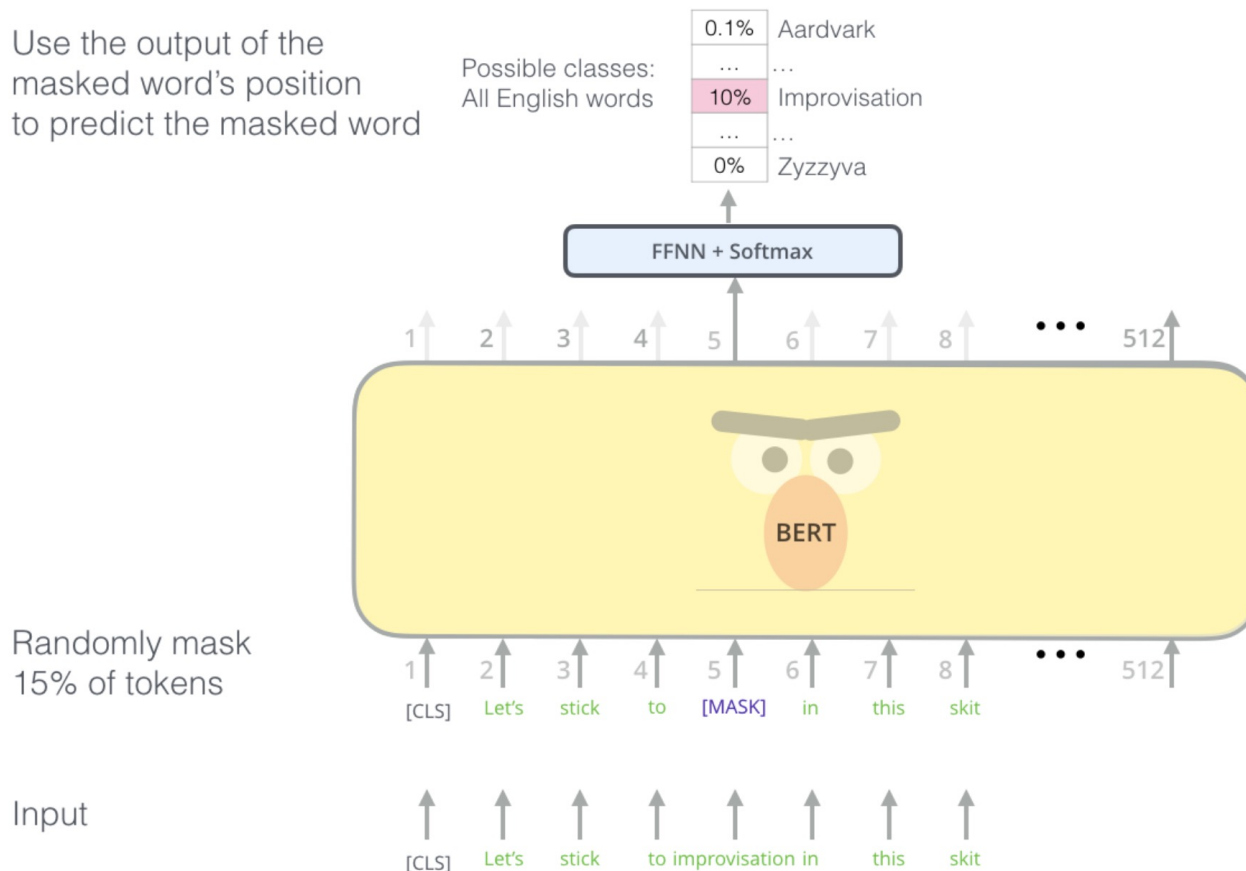 Use the output of the
masked word's position
to predict the masked word
Possible classes:
All English words
0.1% Aardvark
... ...
10% Improvisation
... ...
0% Zyzzyva
FFNN + Softmax
1 2 3 4 5 6 7 8 ... 512
BERT
Randomly mask
15% of tokens
1 2 3 4 5 6 7 8 ... 512
[CLS] Let's stick to [MASK] in this skit
Input
[CLS] Let's stick to improvisation in this skit